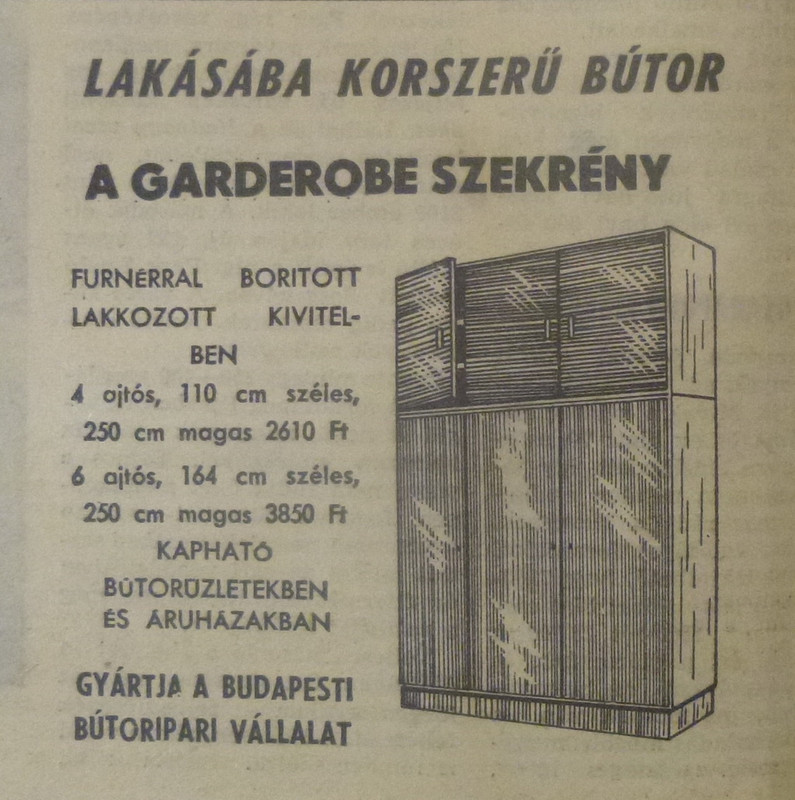 LAKÁSÁBA KORSZERŰ BÚTOR
A GARDEROBE SZEKRÉNY
FURNÉRRAL BORITOTT
LAKKOZOTT KIVITEL-
BEN
4 ajtós, 110 cm széles,
250 cm magas 2610 Ft
6 ajtós, 164 cm széles,
250 cm magas 3850 Ft
KAPHATÓ
BÚTORÜZLETEKBEN
ÉS ÁRUHÁZAKBAN
GYÁRTJA A BUDAPESTI
BÚTORIPARI VÁLLALAT